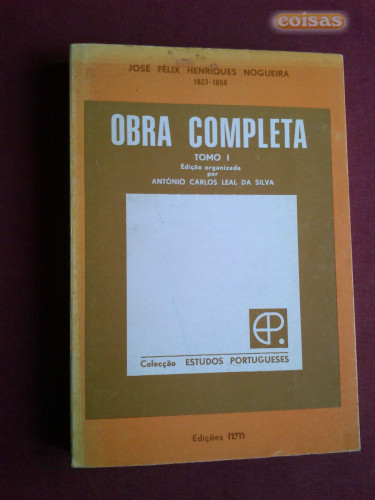 coisas
JOSÉ FÉLIX HENRIQUES NOGUEIRA
1823-1858
OBRA COMPLETA
TOMO I
Edição organizada
por
ANTÓNIO CARLOS LEAL DA SILVA
EP.
Colecção ESTUDOS PORTUGUESES
Edições